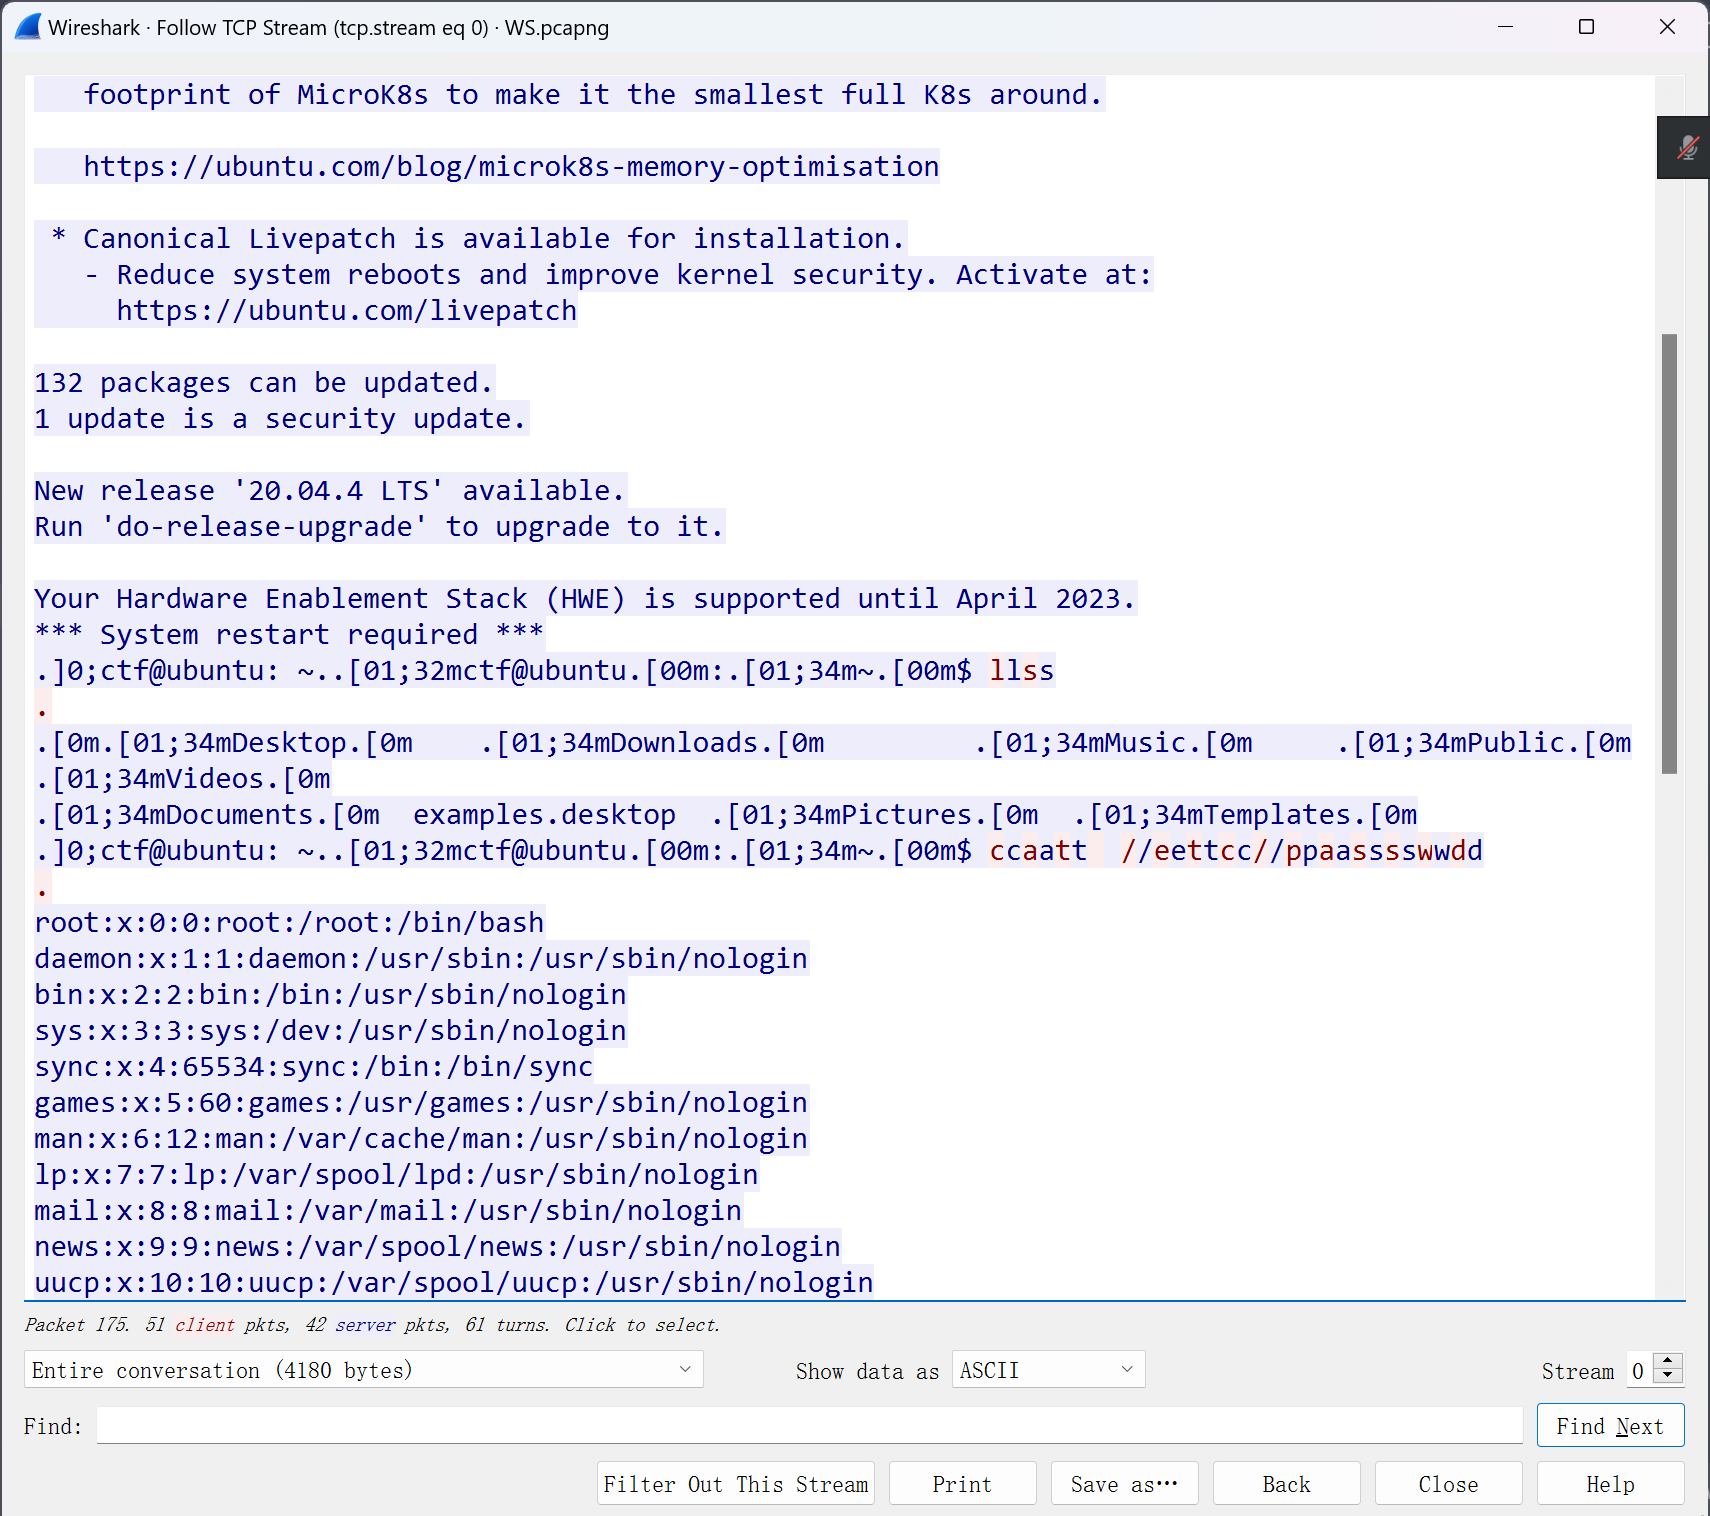 Wireshark · Follow TCP Stream (tcp.stream eq 0) · WS.pcapng
footprint of MicroK8s to make it the smallest full K8s around.
https://ubuntu.com/blog/microk8s-memory-optimisation
* Canonical Livepatch is available for installation.
- Reduce system reboots and improve kernel security. Activate at:
https://ubuntu.com/livepatch
132 packages can be updated.
1 update is a security update.
New release '20.04.4 LTS' available.
Run 'do-release-upgrade' to upgrade to it.
Your Hardware Enablement Stack (HWE) is supported until April 2023.
*** System restart required ***
.]0;ctf@ubuntu: ~..[01;32mctf@ubuntu.[00m:.[01;34m~.[00m$ llss
.
.[0m.[01;34mDesktop.[0m    .[01;34mDownloads.[0m         .[01;34mMusic.[0m     .[01;34mPublic.[0m
.[01;34mVideos.[0m
.[01;34mDocuments.[0m  examples.desktop  .[01;34mPictures.[0m  .[01;34mTemplates.[0m
.]0;ctf@ubuntu: ~..[01;32mctf@ubuntu.[00m:.[01;34m~.[00m$ ccaatt  //eettcc//ppaasssswwdd
.
root:x:0:0:root:/root:/bin/bash
daemon:x:1:1:daemon:/usr/sbin:/usr/sbin/nologin
bin:x:2:2:bin:/bin:/usr/sbin/nologin
sys:x:3:3:sys:/dev:/usr/sbin/nologin
sync:x:4:65534:sync:/bin:/bin/sync
games:x:5:60:games:/usr/games:/usr/sbin/nologin
man:x:6:12:man:/var/cache/man:/usr/sbin/nologin
lp:x:7:7:lp:/var/spool/lpd:/usr/sbin/nologin
mail:x:8:8:mail:/var/mail:/usr/sbin/nologin
news:x:9:9:news:/var/spool/news:/usr/sbin/nologin
uucp:x:10:10:uucp:/var/spool/uucp:/usr/sbin/nologin
Packet 175. 51 client pkts, 42 server pkts, 61 turns. Click to select.
Entire conversation (4180 bytes) Show data as ASCII Stream 0
Find: Find Next
Filter Out This Stream Print Save as… Back Close Help